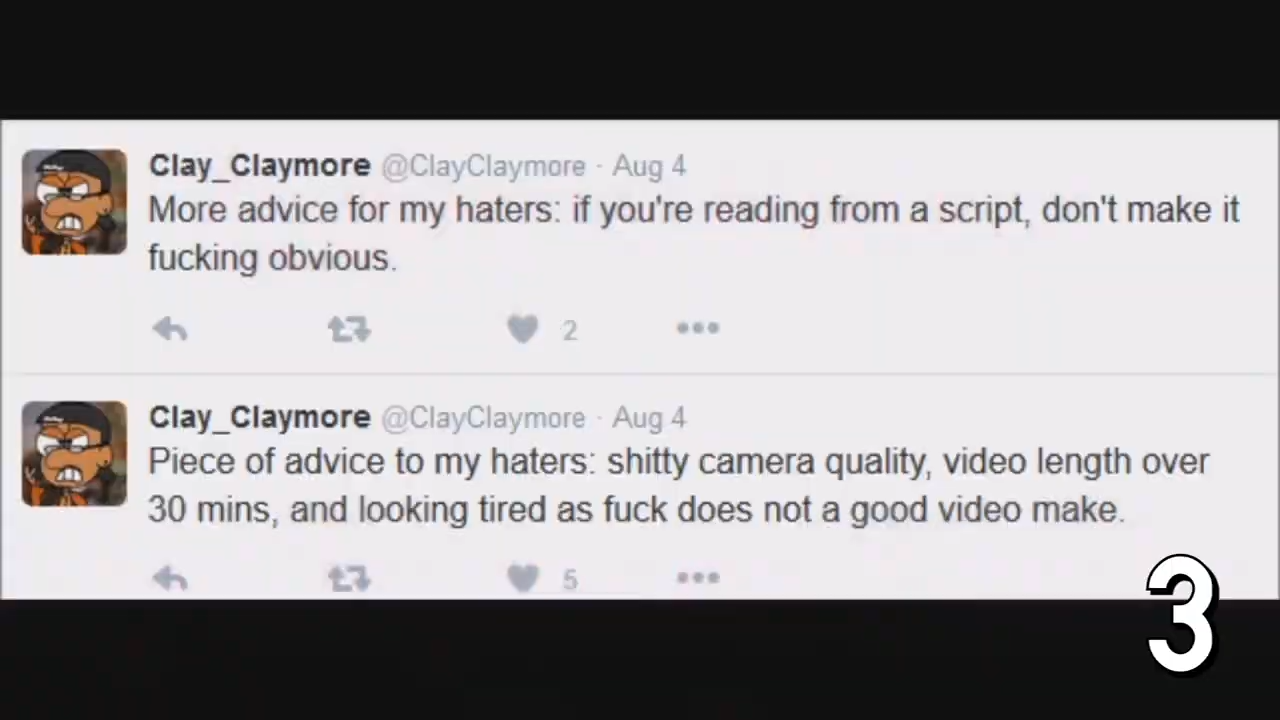 Clay_Claymore @ClayClaymore · Aug 4
More advice for my haters: if you're reading from a script, don't make it
fucking obvious.
2
Clay_Claymore @ClayClaymore · Aug 4
Piece of advice to my haters: shitty camera quality, video length over
30 mins, and looking tired as fuck does not a good video make.
5
3